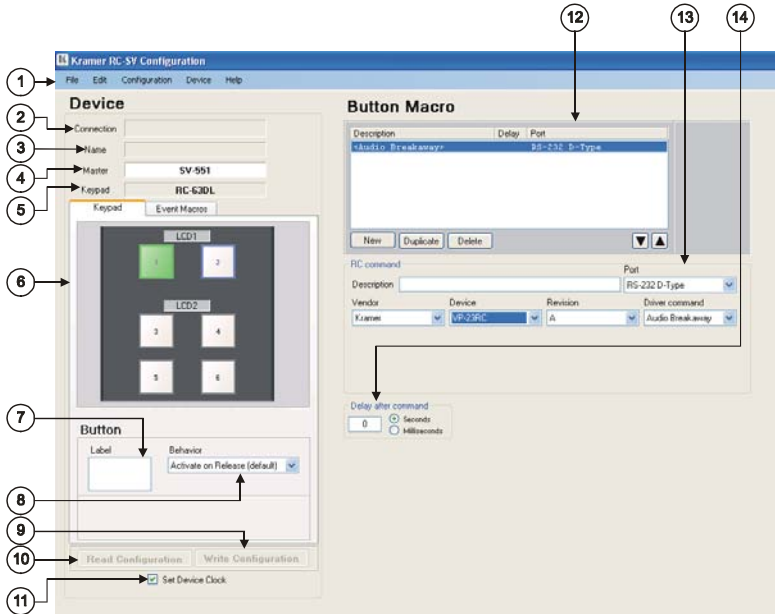 12
13
14
Kramer RC-SV Configuration
1
File Edit Configuration Device Help
Device
Button Macro
2
Connection
3
Name
4
Master SV-551
5
Keypad RC-63DL
Keypad Event Macros
6
LCD1
1 2
LCD2
3 4
5 6
Description Delay Port
<Audio Breakaway> RS-232 D-Type
New Duplicate Delete
RC command
Port
Description RS-232 D-Type
Vendor Device Revision Driver command
Kramer VP-23RC A Audio Breakaway
Delay after command
0 Seconds
Milliseconds
7
Button
Label Behavior
Activate on Release (default)
8
9
10
Read Configuration Write Configuration
11
Set Device Clock